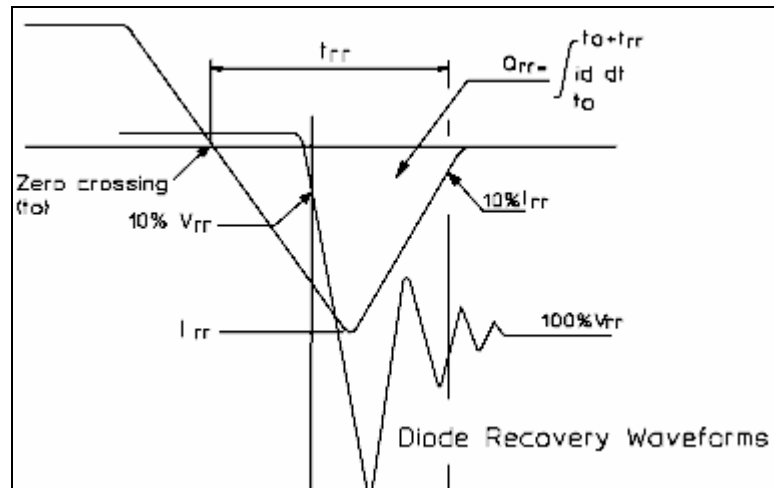 trr
Qrr=
to+trr
id dt
to
Zero crossing
(to)
10% Vrr
10%Irr
Irr
100%Vrr
Diode Recovery Waveforms